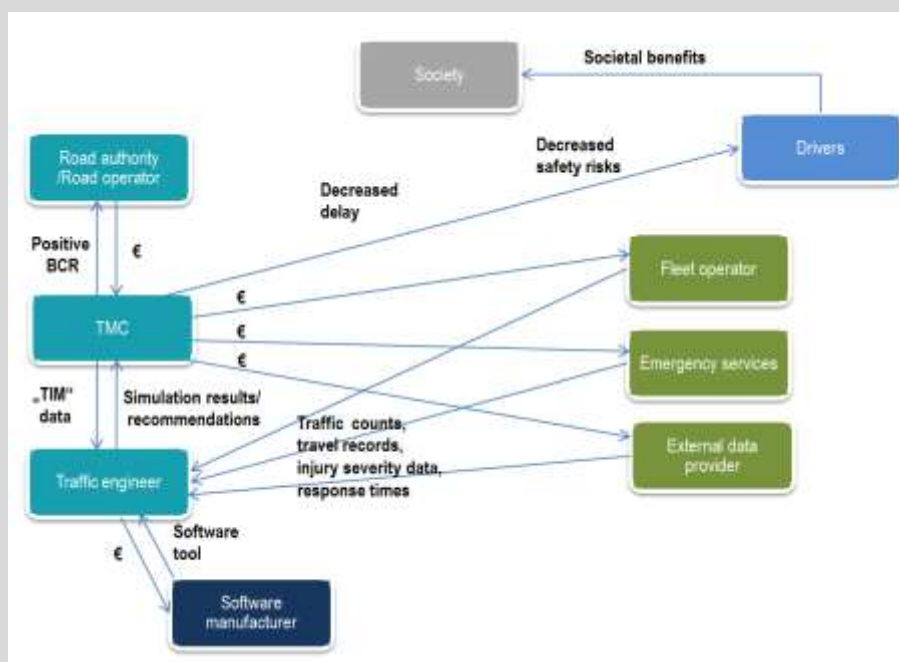 Societal benefits
Society
Road authority
/Road operator
Decreased
safety risks
Drivers
Decreased
delay
Positive
BCR
€
Fleet operator
€
TMC
€
Emergency services
€
„TIM“
data
Simulation results/
recommendations
Traffic counts,
travel records,
injury severity data,
response times
External data
provider
Traffic engineer
Software
tool
€
Software
manufacturer